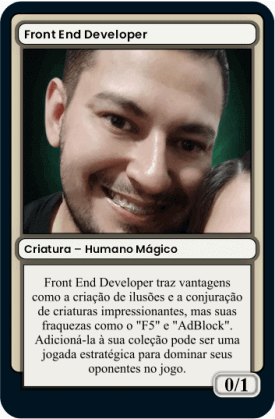 Front End Developer
Criatura – Humano Mágico
Front End Developer traz vantagens
como a criação de ilusões e a conjuração
de criaturas impressionantes, mas suas
fraquezas como o "F5" e "AdBlock".
Adicioná-la à sua coleção pode ser uma
jogada estratégica para dominar seus
oponentes no jogo.
0/1